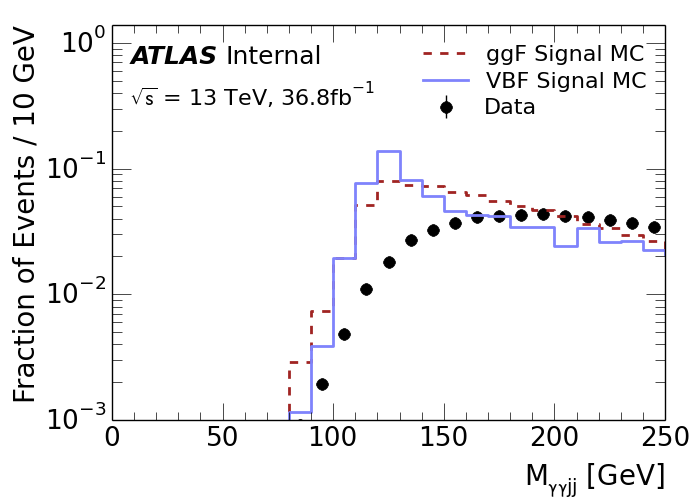 Fraction of Events / 10 GeV
10⁰
10⁻¹
10⁻²
10⁻³
ATLAS Internal
√s = 13 TeV, 36.8fb⁻¹
ggF Signal MC
VBF Signal MC
Data
0 50 100 150 200 250
M_γγjj [GeV]